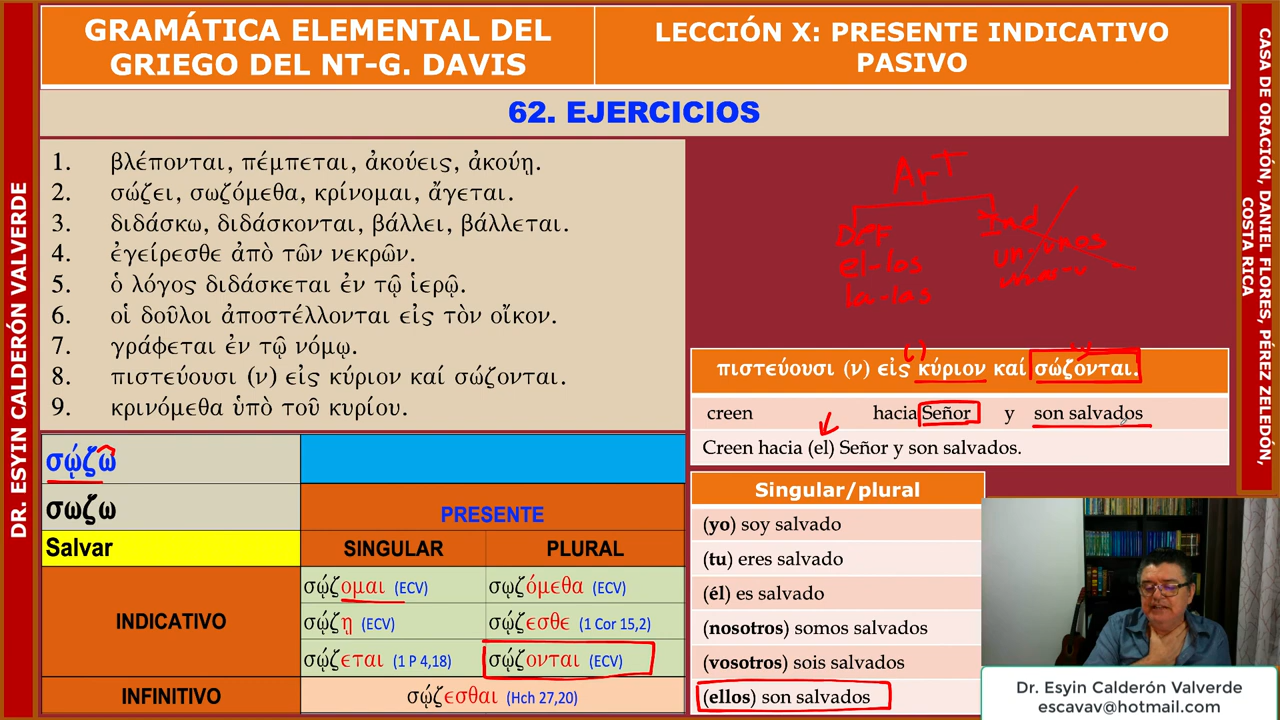 GRAMÁTICA ELEMENTAL DEL
GRIEGO DEL NT-G. DAVIS
LECCIÓN X: PRESENTE INDICATIVO
PASIVO
62. EJERCICIOS
DR. ESYIN CALDERÓN VALVERDE
CASA DE ORACIÓN, DANIEL FLORES, PÉREZ ZELEDÓN,
COSTA RICA
1. βλέπονται, πέμπεται, ἀκούεις, ἀκούῃ.
2. σώζει, σωζόμεθα, κρίνομαι, ἄγεται.
3. διδάσκω, διδάσκονται, βάλλει, βάλλεται.
4. ἐγείρεσθε ἀπὸ τῶν νεκρῶν.
5. ὁ λόγος διδάσκεται ἐν τῷ ἱερῷ.
6. οἱ δοῦλοι ἀποστέλλονται εἰς τὸν οἶκον.
7. γράφεται ἐν τῷ νόμῳ.
8. πιστεύουσι (ν) εἰς κύριον καί σώζονται.
9. κρινόμεθα ὑπὸ τοῦ κυρίου.
ArT
DeF Ind
el-los un-unos
la-las
πιστεύουσι (ν) εἰς κύριον καί σώζονται.
creen hacia Señor y son salvados
Creen hacia (el) Señor y son salvados.
σῴζω
σωζω
Salvar
PRESENTE
SINGULAR PLURAL
INDICATIVO
σῴζομαι (ECV) σῳζόμεθα (ECV)
σῴζῃ (ECV) σῴζεσθε (1 Cor 15,2)
σῴζεται (1 P 4,18) σῴζονται (ECV)
INFINITIVO σῴζεσθαι (Hch 27,20)
Singular/plural
(yo) soy salvado
(tu) eres salvado
(él) es salvado
(nosotros) somos salvados
(vosotros) sois salvados
(ellos) son salvados
Dr. Esyin Calderón Valverde
escavav@hotmail.com